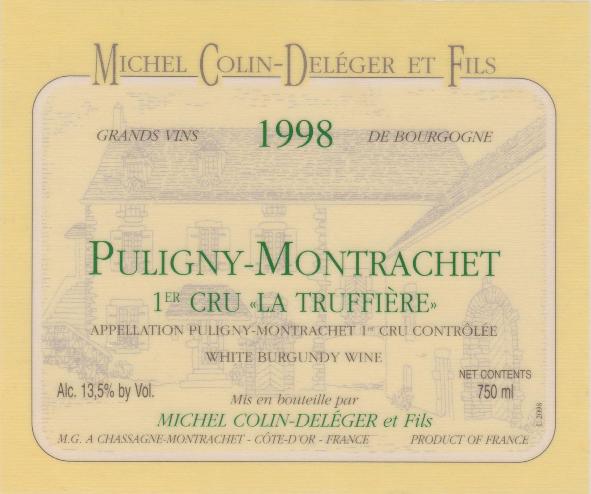 MICHEL COLIN-DELÉGER ET FILS
GRANDS VINS 1998 DE BOURGOGNE
PULIGNY-MONTRACHET
1ER CRU «LA TRUFFIÈRE»
APPELLATION PULIGNY-MONTRACHET 1er CRU CONTRÔLÉE
WHITE BURGUNDY WINE
NET CONTENTS
Alc. 13,5% by Vol. 750 ml
Mis en bouteille par
MICHEL COLIN-DELÉGER et Fils
M.G. A CHASSAGNE-MONTRACHET - CÔTE-D'OR - FRANCE PRODUCT OF FRANCE